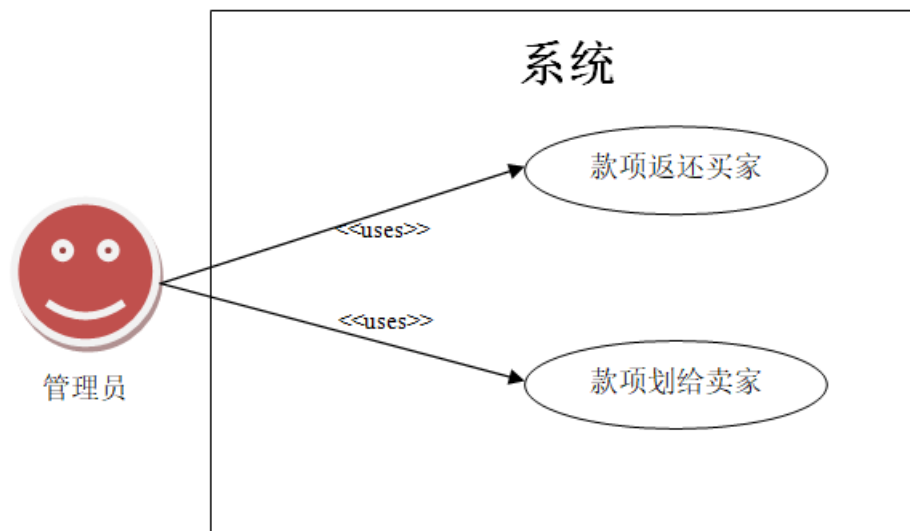 系统
款项返还买家
<<uses>>
<<uses>>
款项划给卖家
管理员